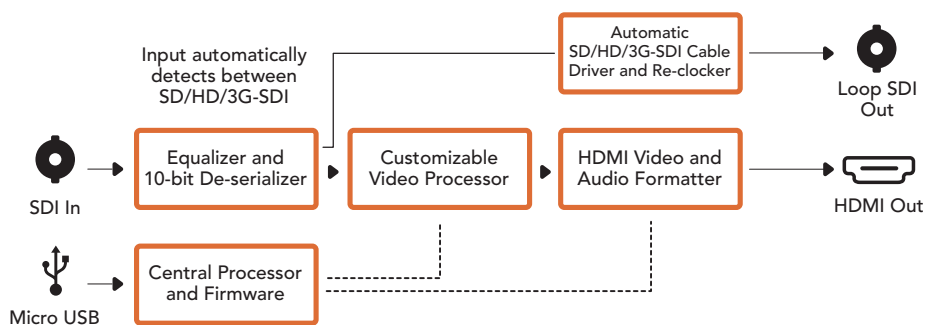 Input automatically
detects between
SD/HD/3G-SDI
Automatic
SD/HD/3G-SDI Cable
Driver and Re-clocker
Loop SDI
Out
SDI In
Equalizer and
10-bit De-serializer
Customizable
Video Processor
HDMI Video and
Audio Formatter
HDMI Out
Micro USB
Central Processor
and Firmware